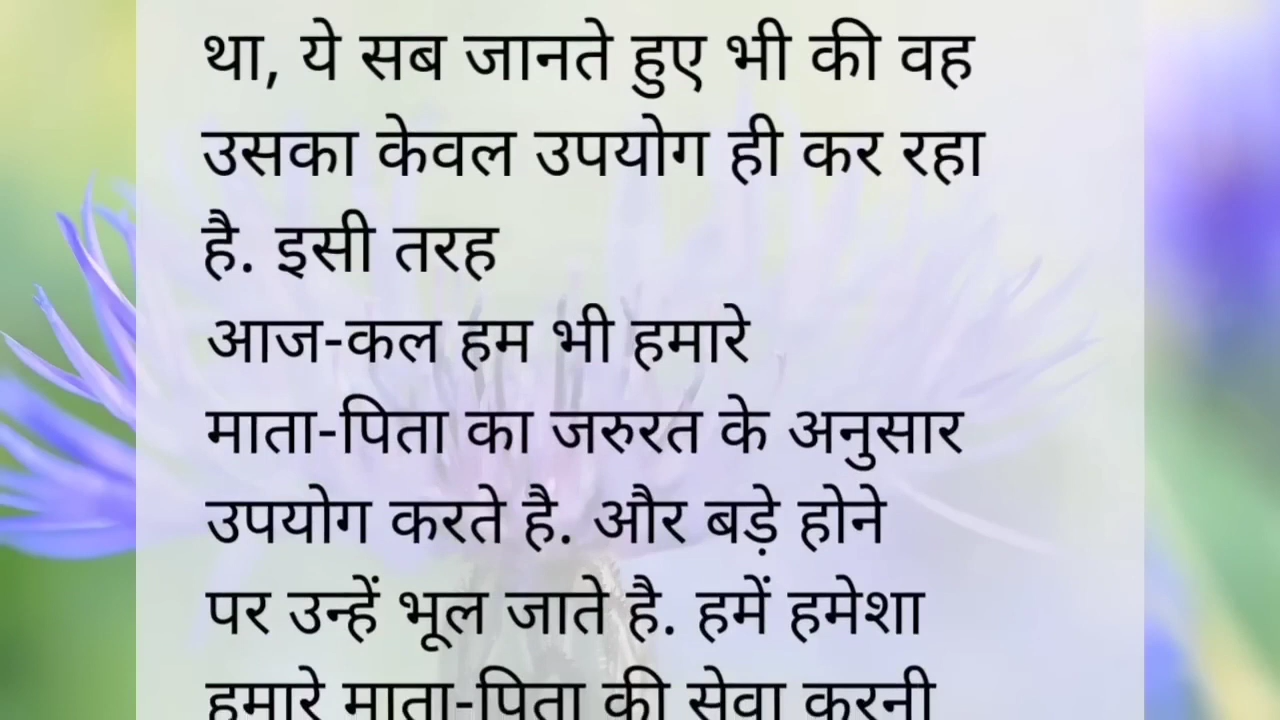 था, ये सब जानते हुए भी की वह
उसका केवल उपयोग ही कर रहा
है. इसी तरह
आज-कल हम भी हमारे
माता-पिता का जरुरत के अनुसार
उपयोग करते है. और बड़े होने
पर उन्हें भूल जाते है. हमें हमेशा
हमारे माता-पिता की सेवा करनी